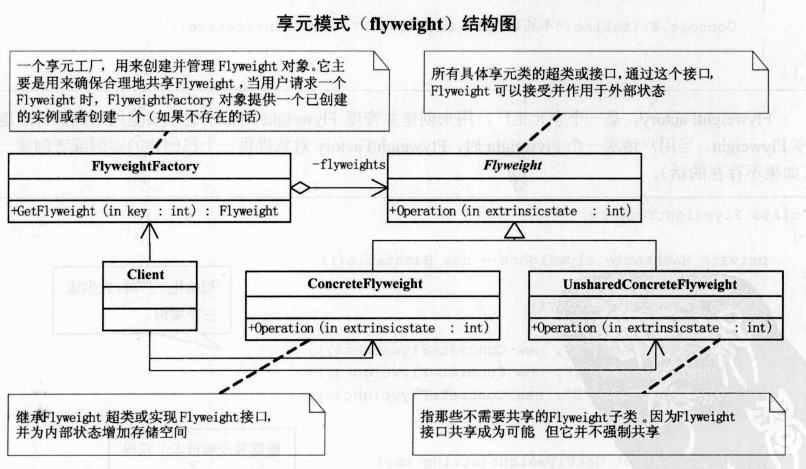 享元模式（flyweight）结构图
一个享元工厂，用来创建并管理 Flyweight 对象。它主
要是用来确保合理地共享Flyweight，当用户请求一个
Flyweight 时，FlyweightFactory 对象提供一个已创建
的实例或者创建一个（如果不存在的话）
所有具体享元类的超类或接口，通过这个接口，
Flyweight 可以接受并作用于外部状态
FlyweightFactory
-flyweights
Flyweight
+GetFlyweight (in key : int) : Flyweight
+Operation (in extrinsicstate : int)
Client
ConcreteFlyweight
UnsharedConcreteFlyweight
+Operation (in extrinsicstate : int)
+Operation (in extrinsicstate : int)
继承Flyweight 超类或实现 Flyweight接口，
并为内部状态增加存储空间
指那些不需要共享的Flyweight 子类。因为Flyweight
接口共享成为可能 但它并不强制共享